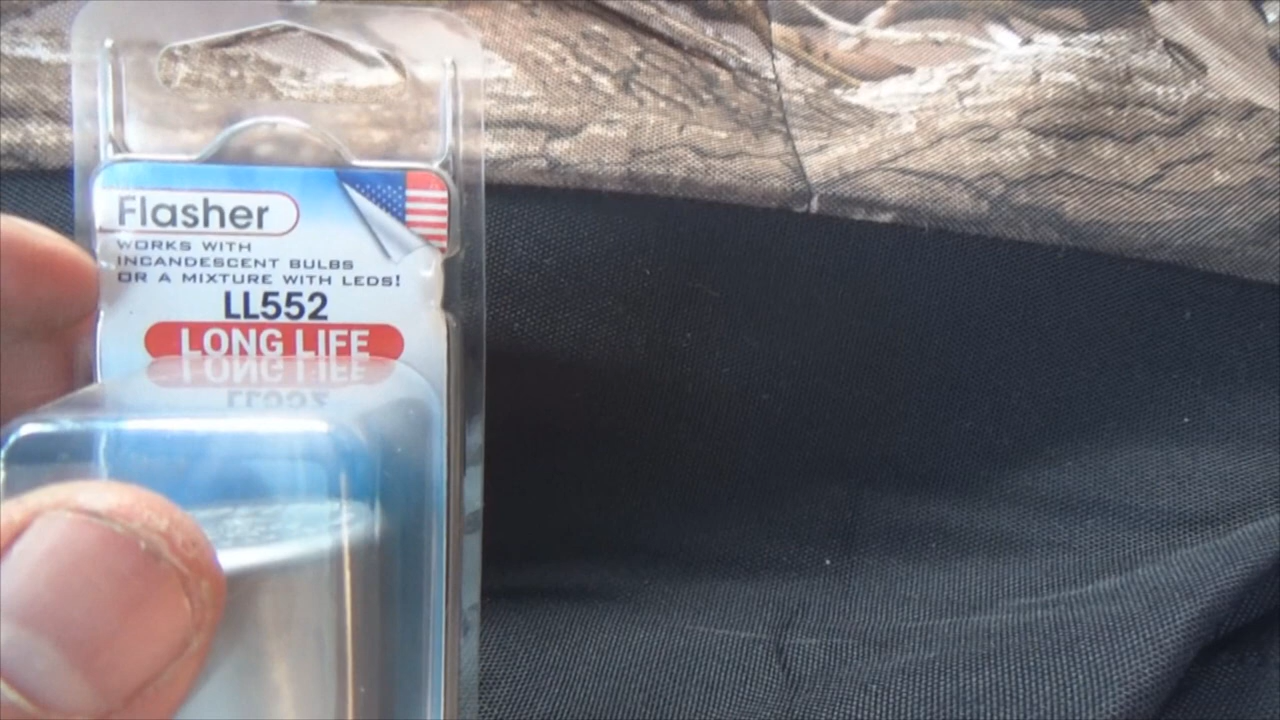 Flasher
WORKS WITH
INCANDESCENT BULBS
OR A MIXTURE WITH LEDS!
LL552
LONG LIFE